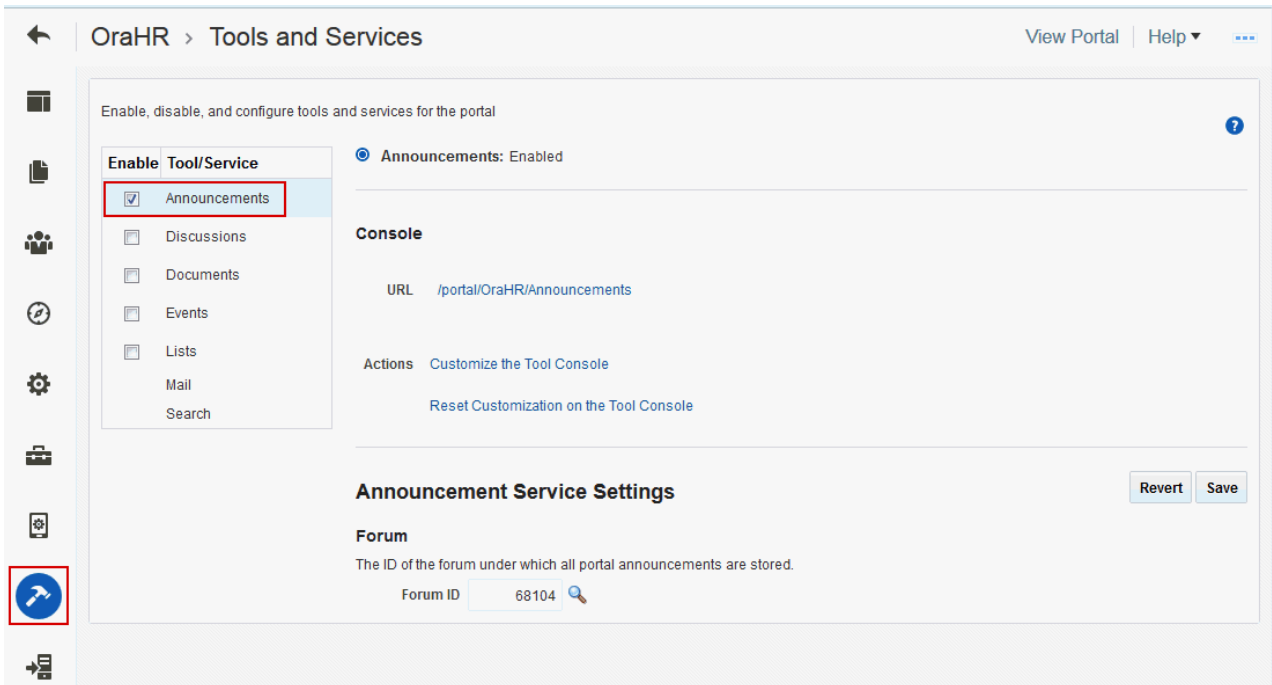 OraHR > Tools and Services
View Portal
Help
Enable, disable, and configure tools and services for the portal
Enable Tool/Service
Announcements
Discussions
Documents
Events
Lists
Mail
Search
Announcements: Enabled
Console
URL /portal/OraHR/Announcements
Actions Customize the Tool Console
Reset Customization on the Tool Console
Announcement Service Settings
Revert
Save
Forum
The ID of the forum under which all portal announcements are stored.
Forum ID 68104